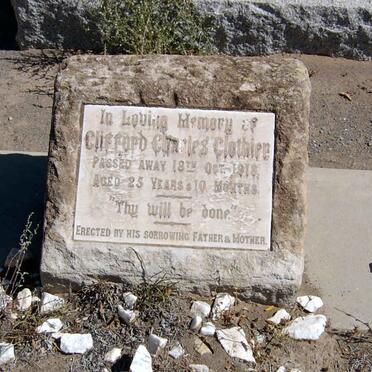 In Loving Memory of
Clifford Charles Clothier
PASSED AWAY 18TH OCT. 1918,
AGED 25 YEARS & 10 MONTHS.
"Thy will be done"
ERECTED BY HIS SORROWING FATHER & MOTHER.